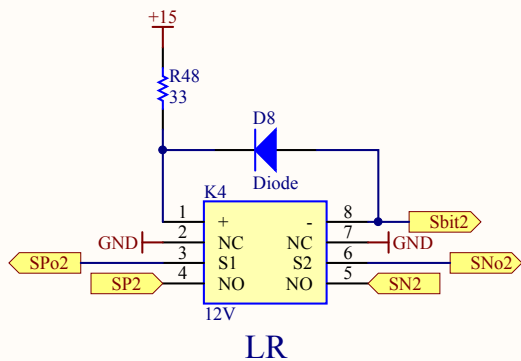 +15
R48
33
D8
Diode
K4
1 + - 8 Sbit2
GND 2 NC NC 7 GND
SPo2 3 S1 S2 6 SNo2
SP2 4 NO NO 5 SN2
12V
LR